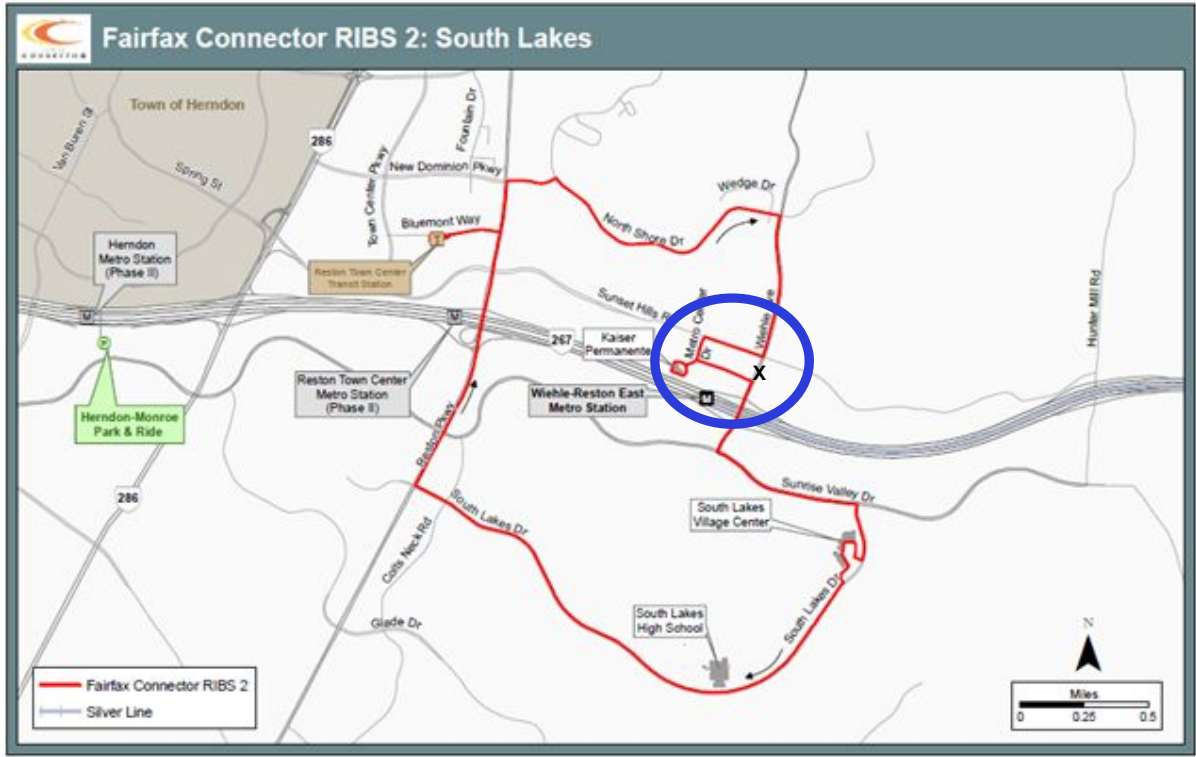 CONNECTOR
Fairfax Connector RIBS 2: South Lakes
Town of Herndon
Van Buren St
Spring St
286
Fountain Dr
Town Center Pkwy
New Dominion Pkwy
Bluemont Way
Wedge Dr
North Shore Dr
Herndon
Metro Station
(Phase II)
M
Reston Town Center
Transit Station
M
Sunset Hills R
Metro Center
Dr
Wiehle Ave
Hunter Mill Rd
267
Kaiser
Permanente
X
Wiehle-Reston East
Metro Station
M
Reston Town Center
Metro Station
(Phase II)
Herndon-Monroe
Park & Ride
Reston Pkwy
286
South Lakes Dr
Sunrise Valley Dr
South Lakes
Village Center
Colts Neck Rd
South Lakes Dr
South Lakes
High School
Glade Dr
N
Fairfax Connector RIBS 2
Silver Line
Miles
0 0.25 0.5